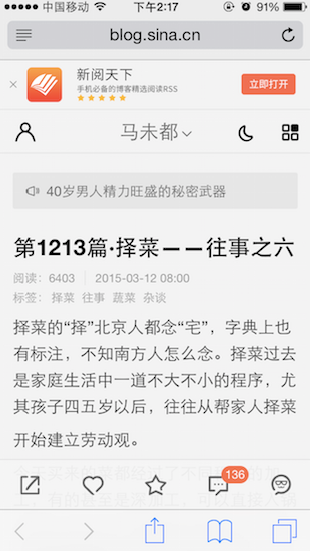 中国移动 下午2:17
blog.sina.cn
新阅天下
手机必备的博客精选阅读RSS
立即打开
马未都
40岁男人精力旺盛的秘密武器
第1213篇·择菜——往事之六
阅读: 6403 2015-03-12 08:00
标签: 择菜 往事 蔬菜 杂谈
择菜的“择”北京人都念“宅”，字典上也
有标注，不知南方人怎么念。择菜过去
是家庭生活中一道不大不小的程序，尤
其孩子四五岁以后，往往从帮家人择菜
开始建立劳动观。
136